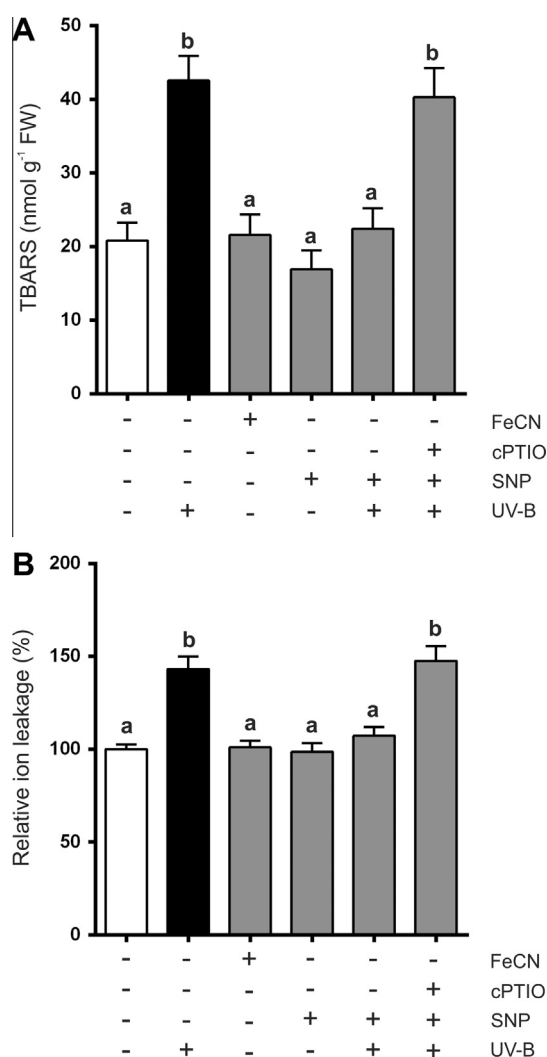 A
50
40
30
20
10
0
TBARS (nmol g⁻¹ FW)
a b a a a b
- - + - - - FeCN
- - - - - + cPTIO
- - - + + + SNP
- + - - + + UV-B
B
200
150
100
50
0
Relative ion leakage (%)
a b a a a b
- - + - - - FeCN
- - - - - + cPTIO
- - - + + + SNP
- + - - + + UV-B